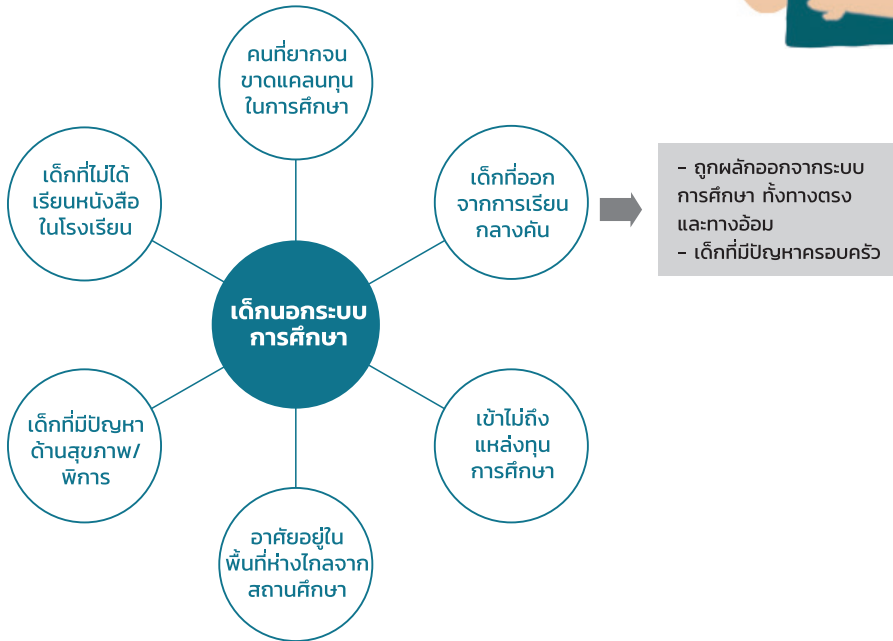 คนที่ยากจน
ขาดแคลนทุน
ในการศึกษา
เด็กที่ไม่ได้
เรียนหนังสือ
ในโรงเรียน
เด็กที่ออก
จากการเรียน
กลางคัน
- ถูกผลักออกจากระบบ
การศึกษา ทั้งทางตรง
และทางอ้อม
- เด็กที่มีปัญหาครอบครัว
เด็กนอกระบบ
การศึกษา
เด็กที่มีปัญหา
ด้านสุขภาพ/
พิการ
เข้าไม่ถึง
แหล่งทุน
การศึกษา
อาศัยอยู่ใน
พื้นที่ห่างไกลจาก
สถานศึกษา